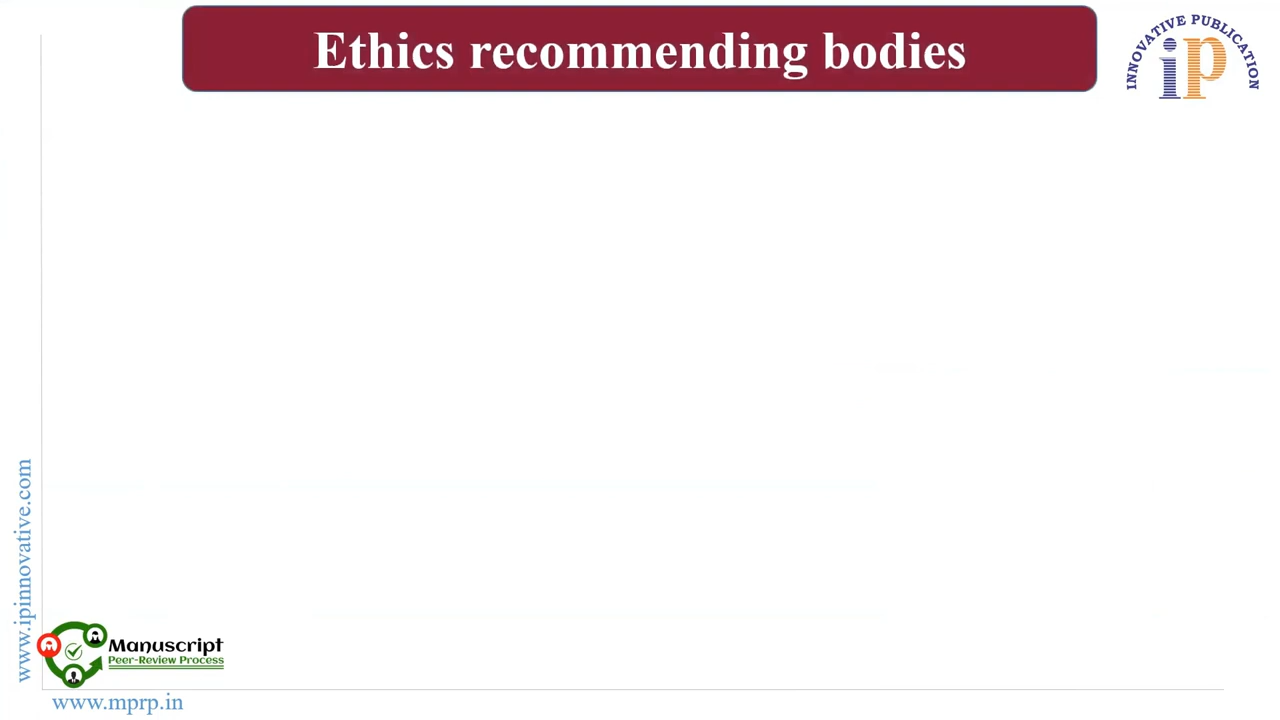 Ethics recommending bodies
INNOVATIVE PUBLICATION
iP
www.ipinnovative.com
Manuscript
Peer-Review Process
www.mprp.in